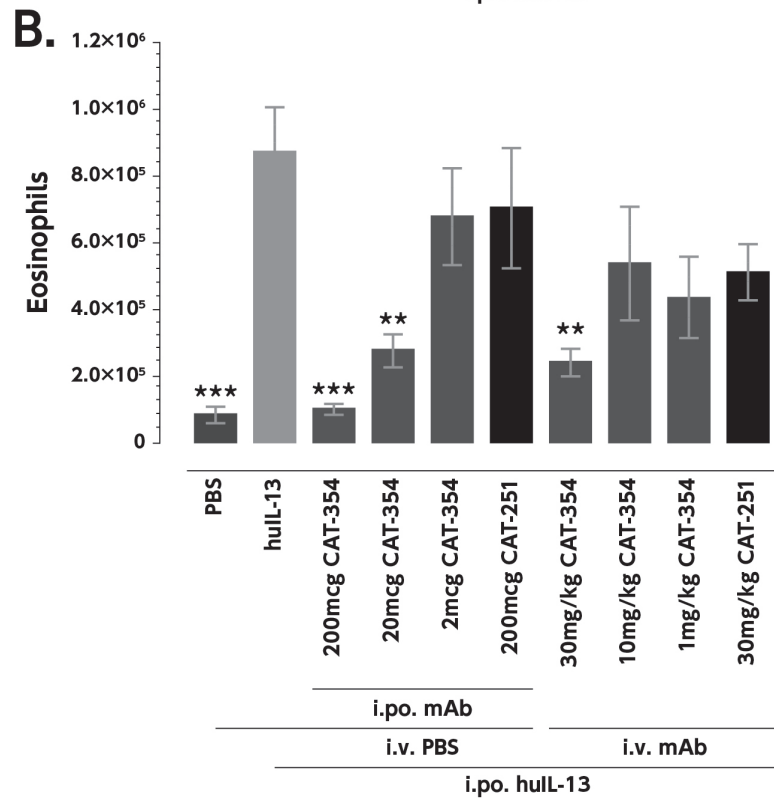 B.
1.2×10⁶
1.0×10⁶
8.0×10⁵
6.0×10⁵
4.0×10⁵
2.0×10⁵
0
Eosinophils
***
***
**
**
PBS
huIL-13
200mcg CAT-354
20mcg CAT-354
2mcg CAT-354
200mcg CAT-251
30mg/kg CAT-354
10mg/kg CAT-354
1mg/kg CAT-354
30mg/kg CAT-251
i.po. mAb
i.v. PBS
i.v. mAb
i.po. huIL-13